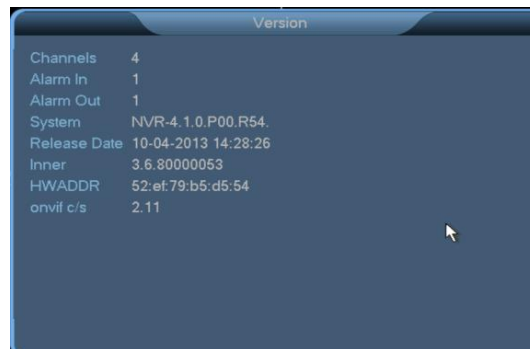 Version
Channels 4
Alarm In 1
Alarm Out 1
System NVR-4.1.0.P00.R54.
Release Date 10-04-2013 14:28:26
Inner 3.6.80000053
HWADDR 52:ef:79:b5:d5:54
onvif c/s 2.11